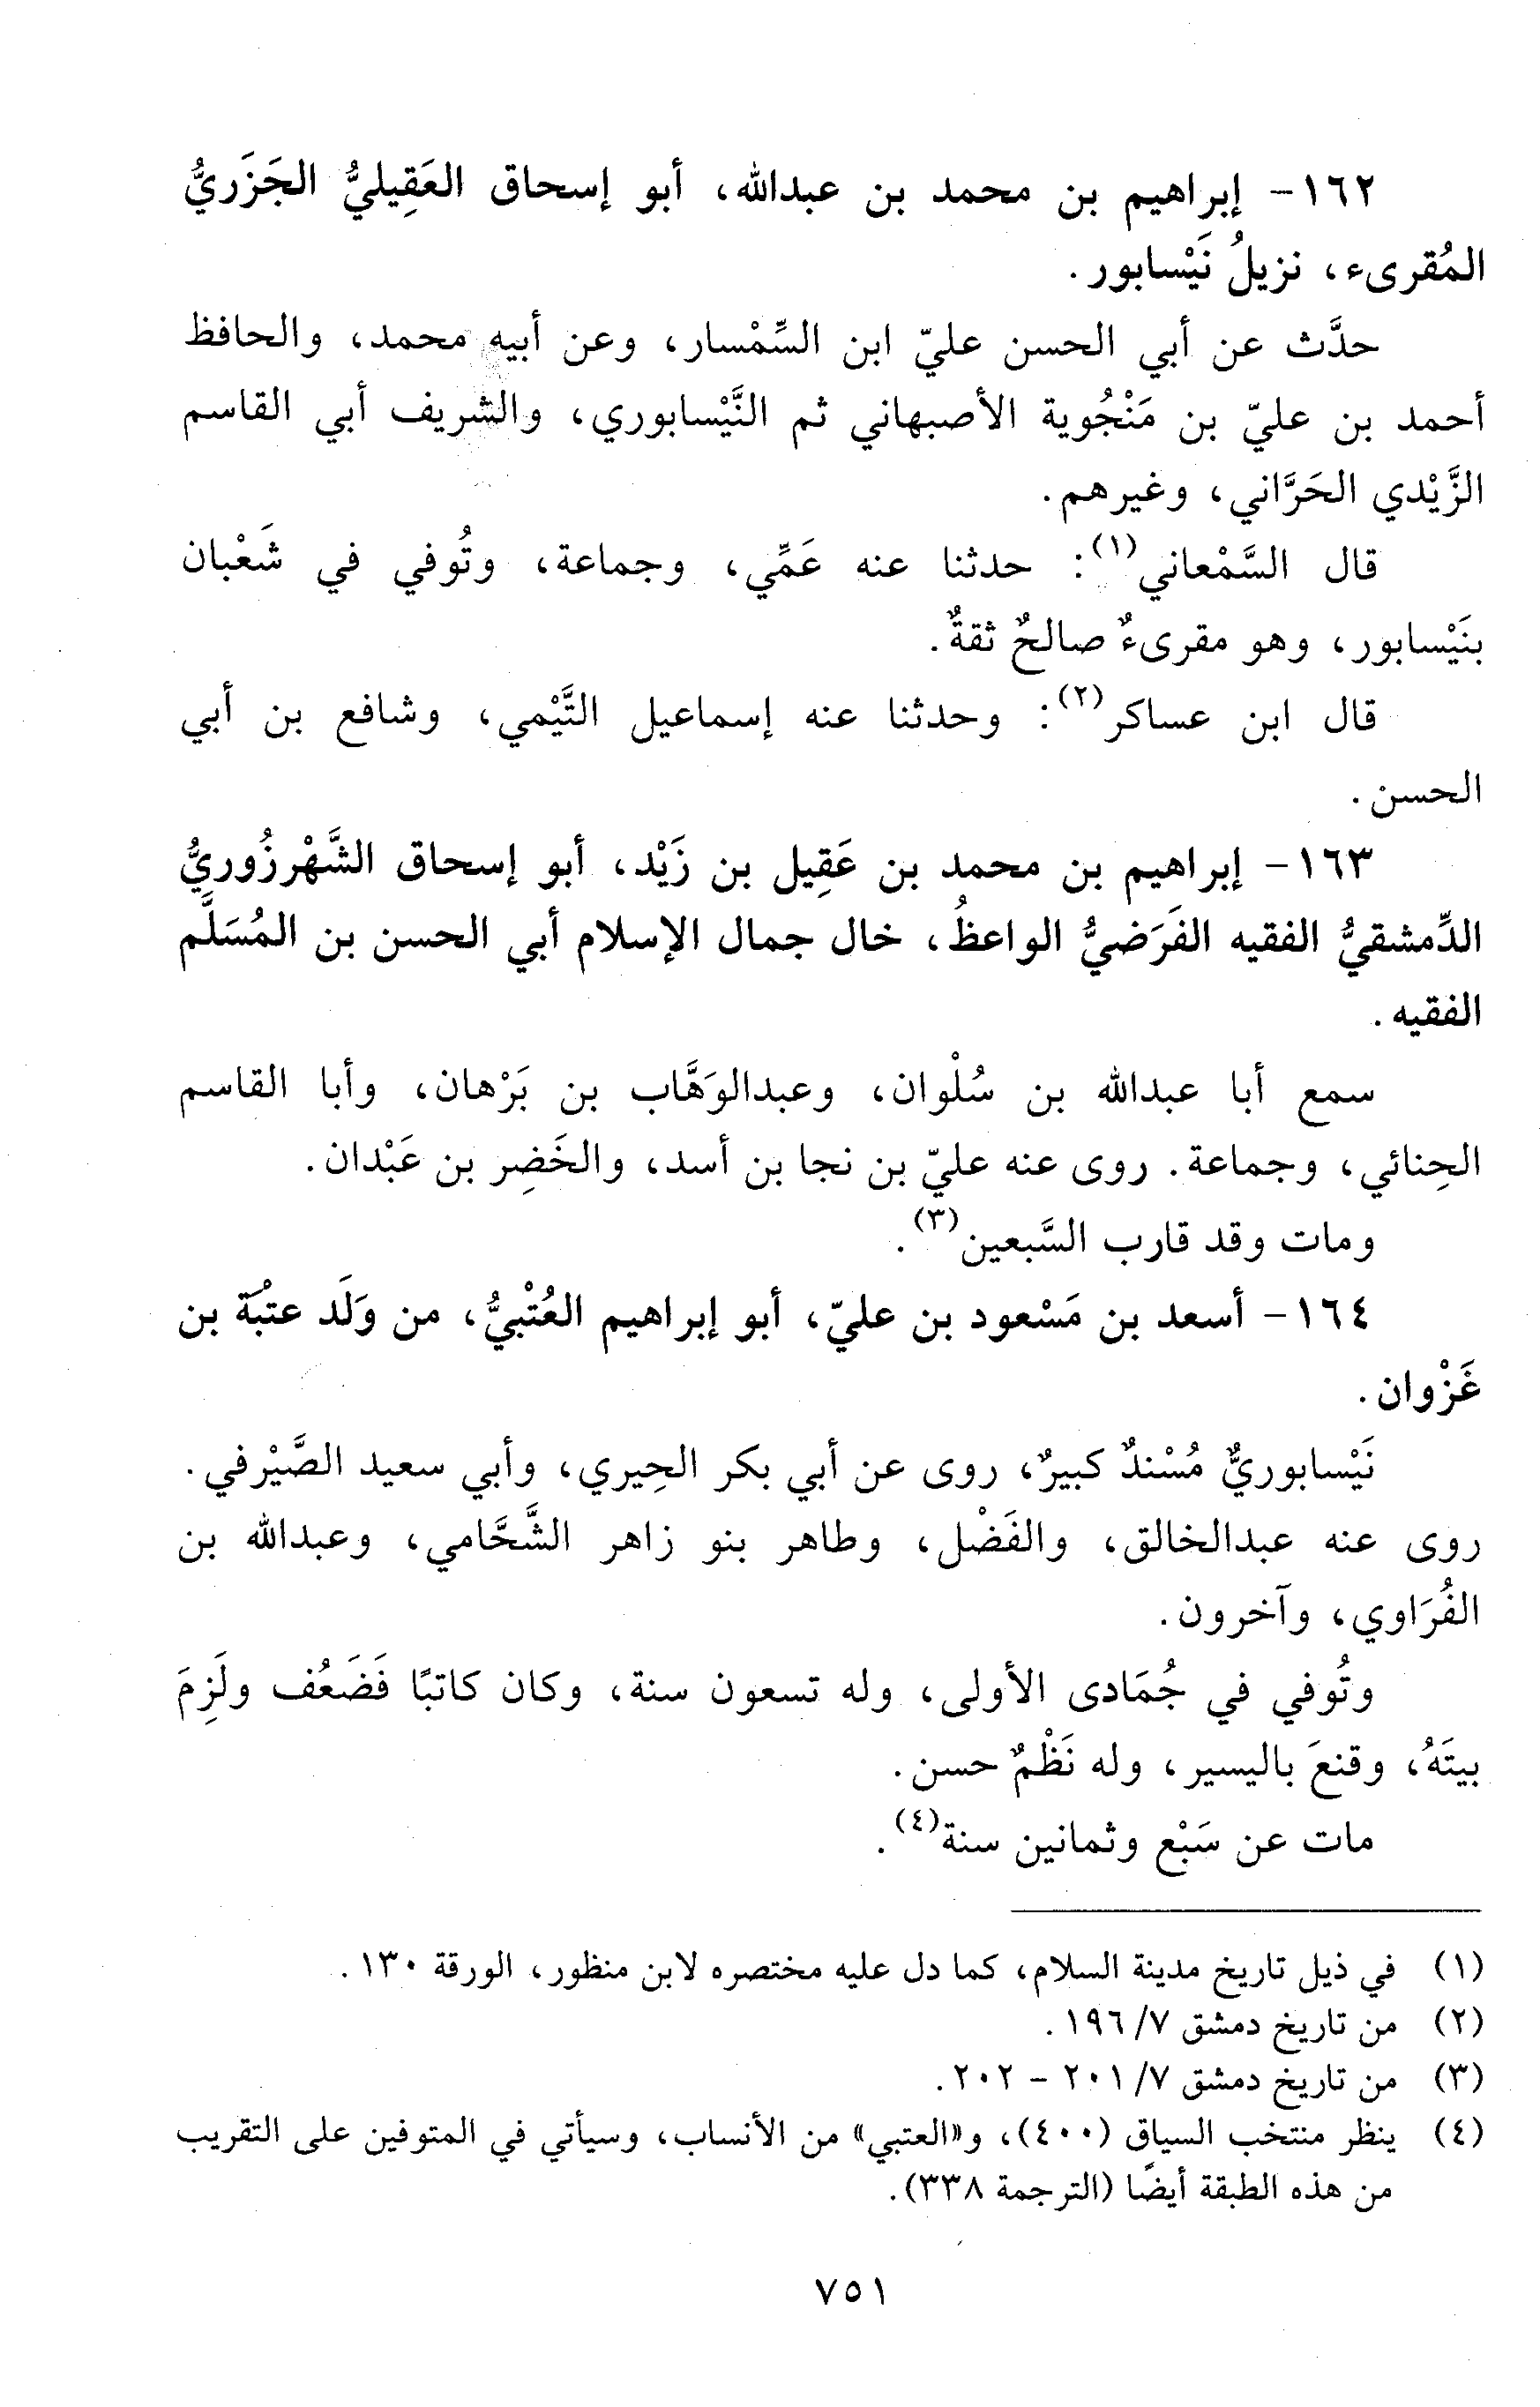 ١٦٢- إبراهيم بن محمد بن عبدالله، أبو إسحاق العَقِيليُّ الجَزَريُّ
المُقرىء، نزيلُ نَيْسابور.
حدَّث عن أبي الحسن عليّ ابن السِّمْسار، وعن أبيه محمد، والحافظ
أحمد بن عليّ بن مَنْجُوية الأصبهاني ثم النَّيْسابوري، والشريف أبي القاسم
الزَّيْدي الحَرَّاني، وغيرهم.
قال السَّمْعاني(١): حدثنا عنه عَمِّي، وجماعة، وتُوفي في شَعْبان
بنَيْسابور، وهو مقرىءٌ صالحٌ ثقةٌ.
قال ابن عساكر(٢): وحدثنا عنه إسماعيل التَّيْمي، وشافع بن أبي
الحسن.
١٦٣- إبراهيم بن محمد بن عَقِيل بن زَيْد، أبو إسحاق الشَّهْرزُوريُّ
الدِّمشقيُّ الفقيه الفَرَضيُّ الواعظُ، خال جمال الإسلام أبي الحسن بن المُسَلَّم
الفقيه.
سمع أبا عبدالله بن سُلْوان، وعبدالوَهَّاب بن بَرْهان، وأبا القاسم
الحِنائي، وجماعة. روى عنه عليّ بن نجا بن أسد، والخَضِر بن عَبْدان.
ومات وقد قارب السَّبعين(٣).
١٦٤- أسعد بن مَسْعود بن عليّ، أبو إبراهيم العُتْبيُّ، من وَلَد عتبْةَ بن
غَزْوان.
نَيْسابوريٌّ مُسْندٌ كبيرٌ، روى عن أبي بكر الحِيري، وأبي سعيد الصَّيْرفي.
روى عنه عبدالخالق، والفَضْل، وطاهر بنو زاهر الشَّحَّامي، وعبدالله بن
الفُرَاوي، وآخرون.
وتُوفي في جُمَادى الأولى، وله تسعون سنة، وكان كاتبًا فَضَعُف ولَزِمَ
بيتَهُ، وقنعَ باليسير، وله نَظْمٌ حسن.
مات عن سَبْع وثمانين سنة(٤).
(١) في ذيل تاريخ مدينة السلام، كما دل عليه مختصره لابن منظور، الورقة ١٣٠.
(٢) من تاريخ دمشق ٧/ ١٩٦.
(٣) من تاريخ دمشق ٧/ ٢٠١ - ٢٠٢.
(٤) ينظر منتخب السياق (٤٠٠)، و«العتبي» من الأنساب، وسيأتي في المتوفين على التقريب
من هذه الطبقة أيضًا (الترجمة ٣٣٨).
٧٥١